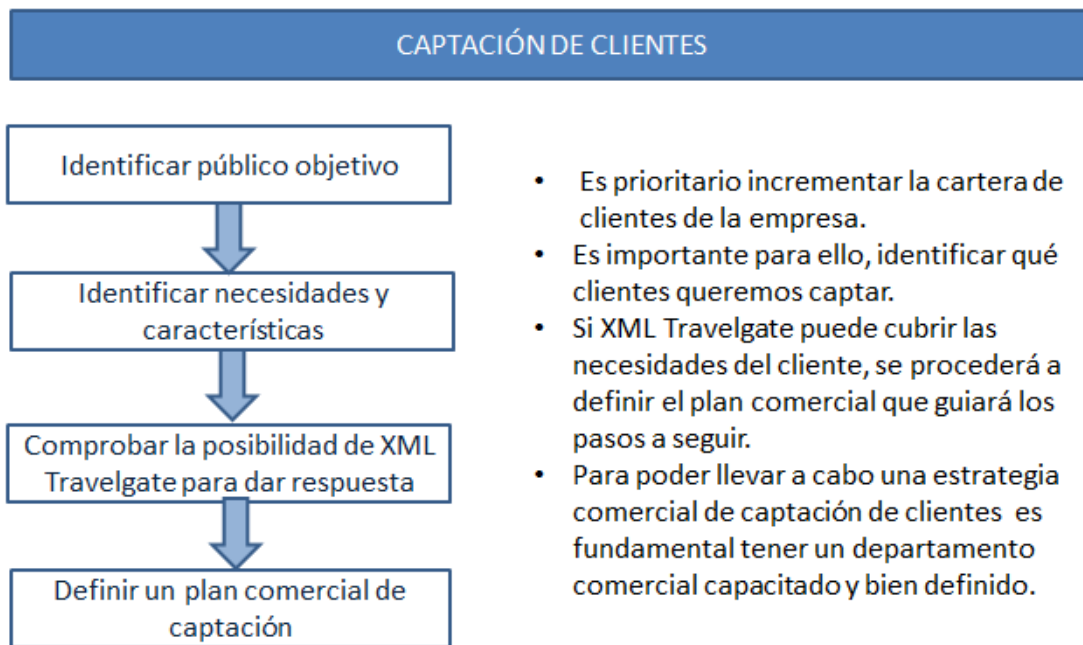 CAPTACIÓN DE CLIENTES
Identificar público objetivo
Identificar necesidades y
características
Comprobar la posibilidad de XML
Travelgate para dar respuesta
Definir un plan comercial de
captación
• Es prioritario incrementar la cartera de
clientes de la empresa.
• Es importante para ello, identificar qué
clientes queremos captar.
• Si XML Travelgate puede cubrir las
necesidades del cliente, se procederá a
definir el plan comercial que guiará los
pasos a seguir.
• Para poder llevar a cabo una estrategia
comercial de captación de clientes es
fundamental tener un departamento
comercial capacitado y bien definido.